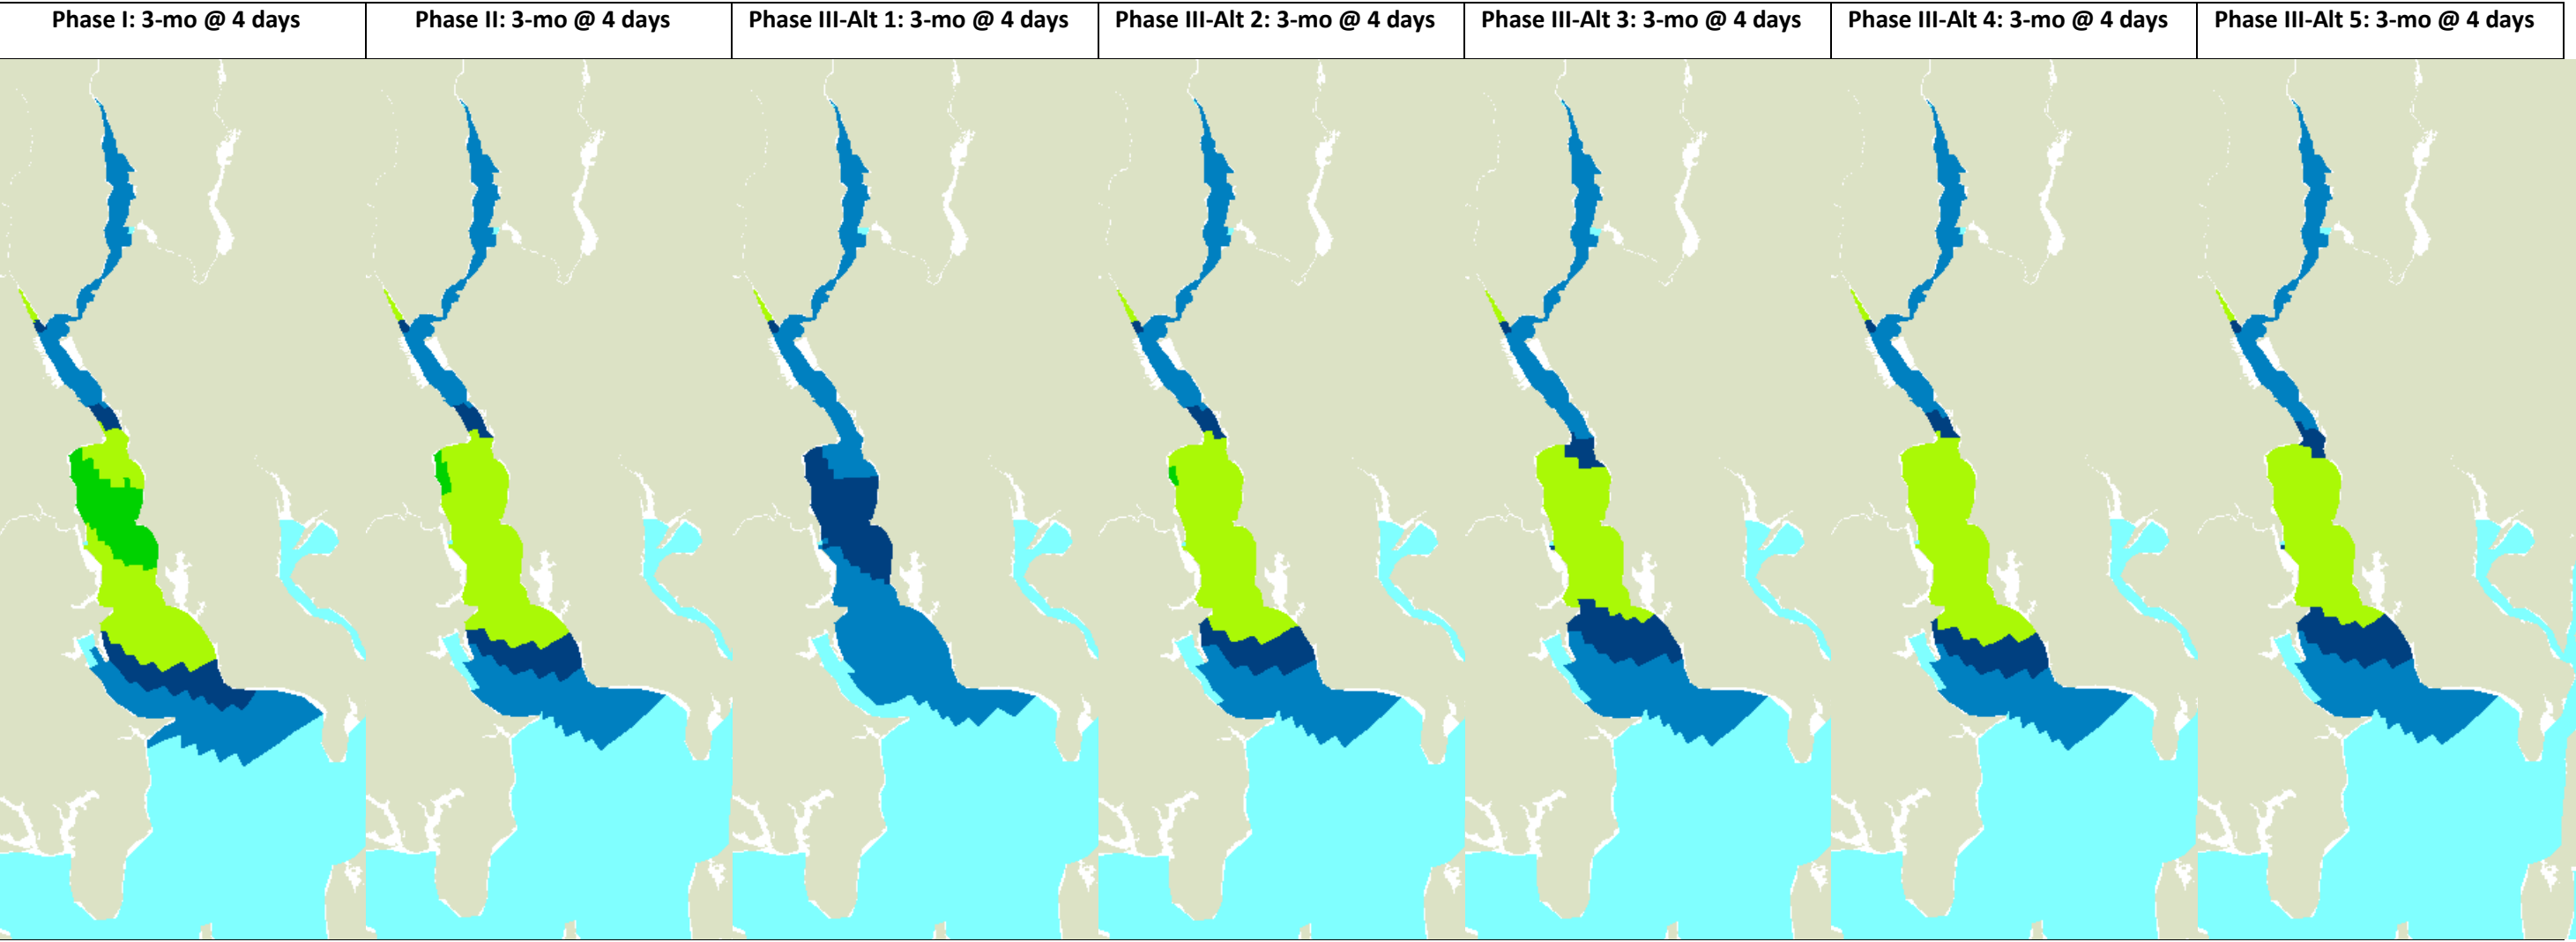 Phase I: 3-mo @ 4 days
Phase II: 3-mo @ 4 days
Phase III-Alt 1: 3-mo @ 4 days
Phase III-Alt 2: 3-mo @ 4 days
Phase III-Alt 3: 3-mo @ 4 days
Phase III-Alt 4: 3-mo @ 4 days
Phase III-Alt 5: 3-mo @ 4 days